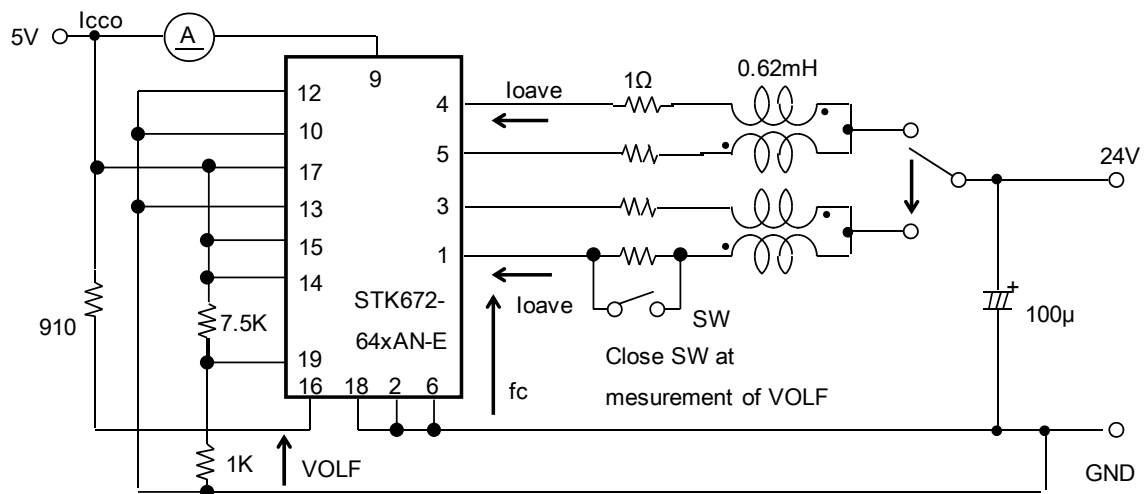 5V
Icco
A
9
12
10
17
13
15
14
19
16
18
2
6
4
5
3
1
STK672-
64xAN-E
Ioave
1Ω
0.62mH
24V
Ioave
SW
Close SW at
mesurement of VOLF
fc
100µ
+
910
7.5K
1K
VOLF
GND